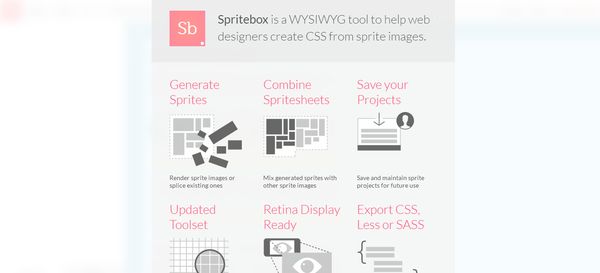 Sb
Spritebox is a WYSIWYG tool to help web
designers create CSS from sprite images.
Generate
Sprites
Combine
Spritesheets
Save your
Projects
Render sprite images or
splice existing ones
Mix generated sprites with
other sprite images
Save and maintain sprite
projects for future use
Updated
Toolset
Retina Display
Ready
Export CSS,
Less or SASS